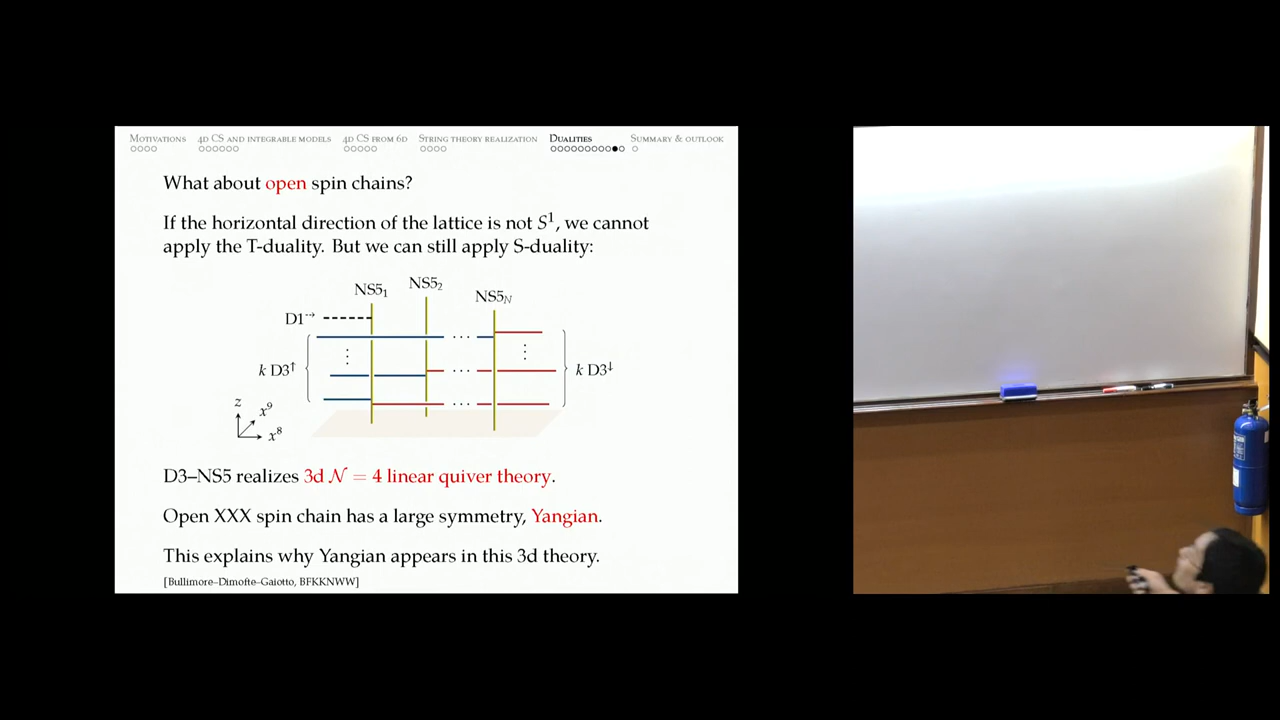 MOTIVATIONS 4D CS AND INTEGRABLE MODELS 4D CS FROM 6D STRING THEORY REALIZATION DUALITIES SUMMARY & OUTLOOK
What about open spin chains?
If the horizontal direction of the lattice is not S¹, we cannot
apply the T-duality. But we can still apply S-duality:
NS5₁ NS5₂ NS5_N
D1→
k D3↑ k D3↓
z
x⁹
x⁸
D3–NS5 realizes 3d 𝒩 = 4 linear quiver theory.
Open XXX spin chain has a large symmetry, Yangian.
This explains why Yangian appears in this 3d theory.
[Bullimore–Dimofte–Gaiotto, BFKKNWW]